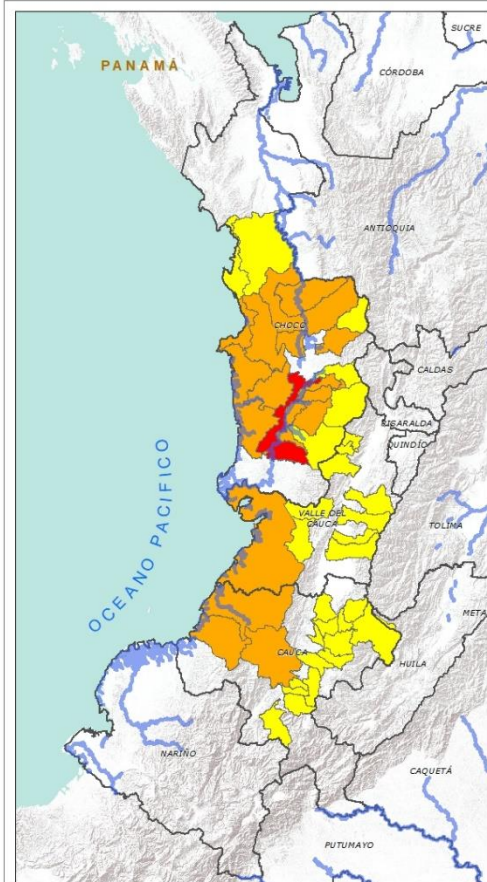 SUCRE
PANAMÁ
CÓRDOBA
ANTIOQUIA
CHOCÓ
CALDAS
RISARALDA
QUINDÍO
OCEANO PACIFICO
VALLE DEL
CAUCA
TOLIMA
META
CAUCA
HUILA
NARIÑO
CAQUETÁ
PUTUMAYO